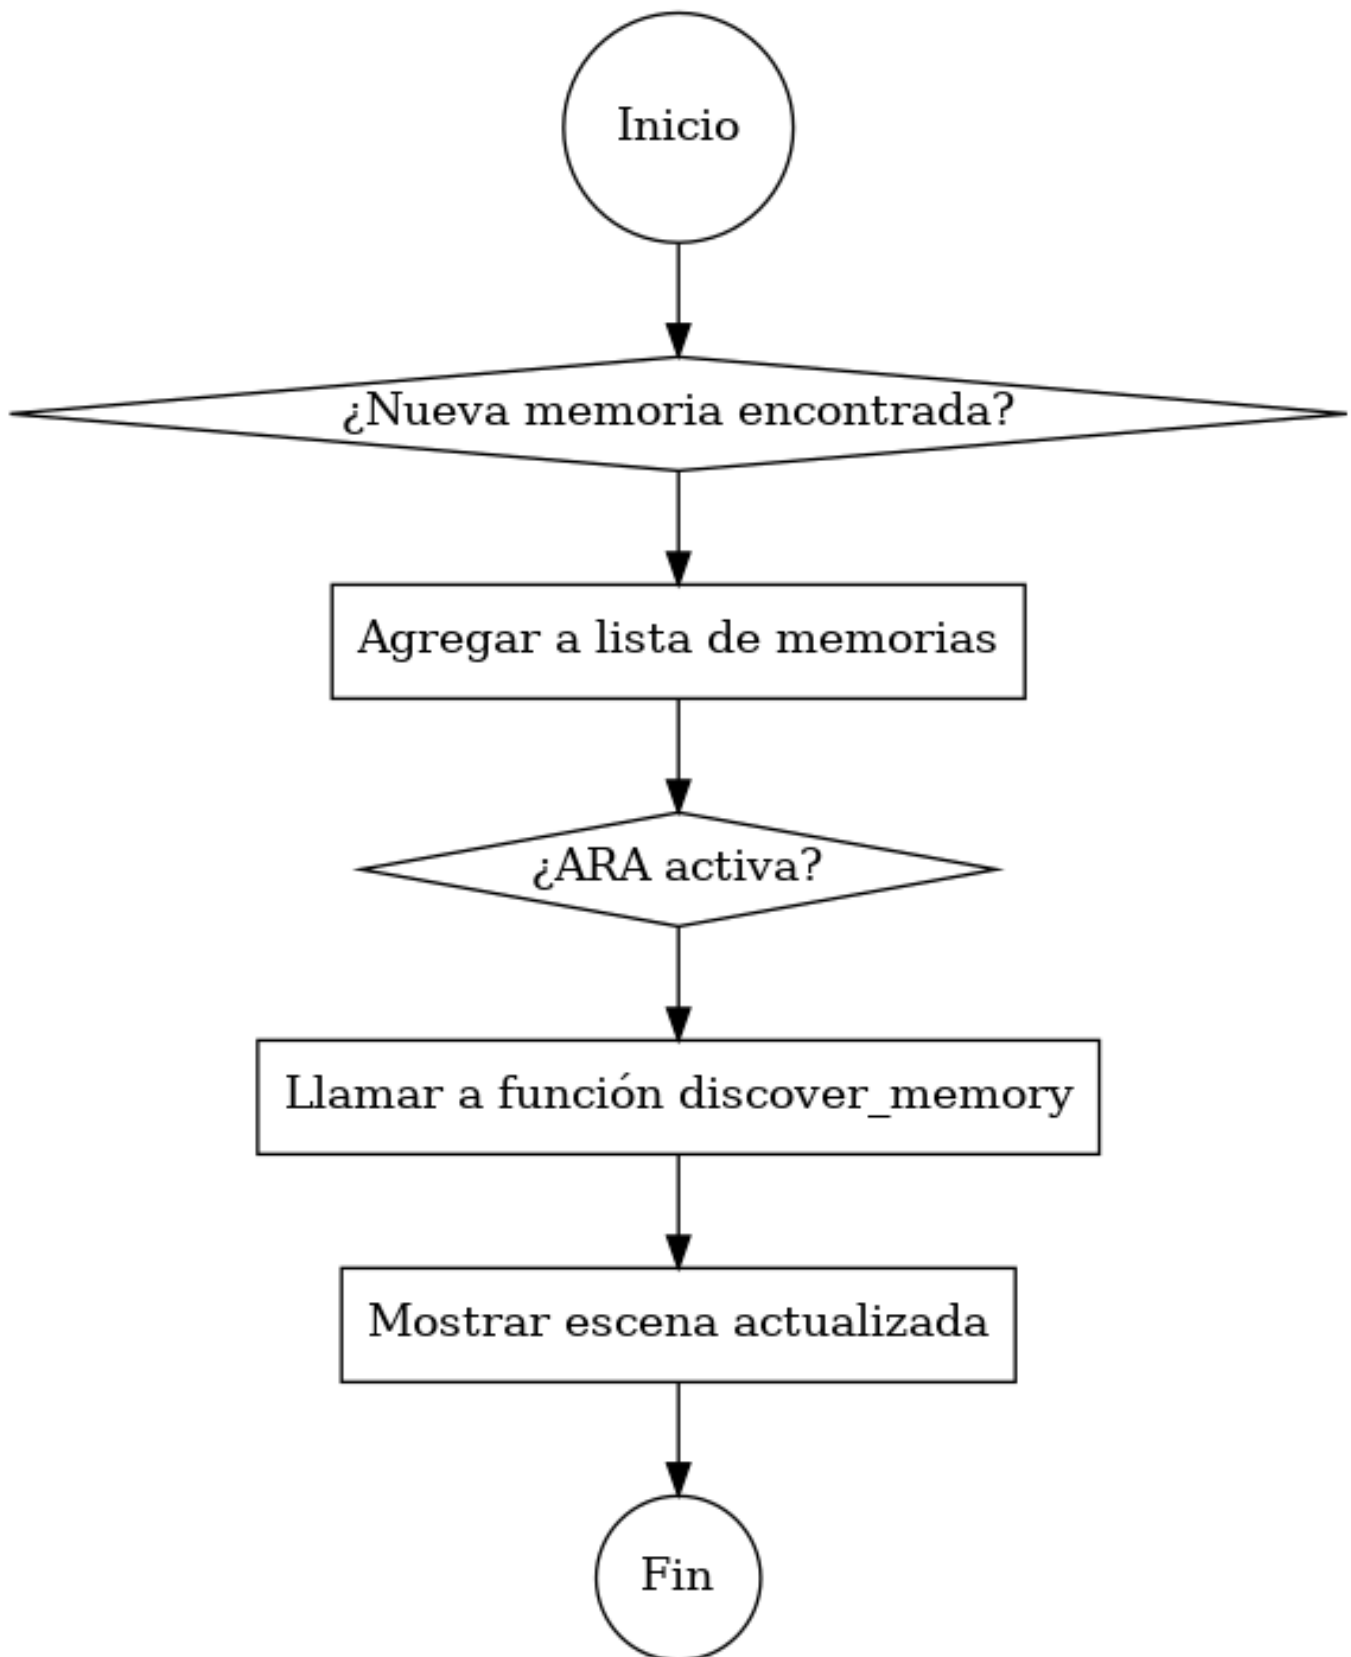 Inicio
¿Nueva memoria encontrada?
Agregar a lista de memorias
¿ARA activa?
Llamar a función discover_memory
Mostrar escena actualizada
Fin